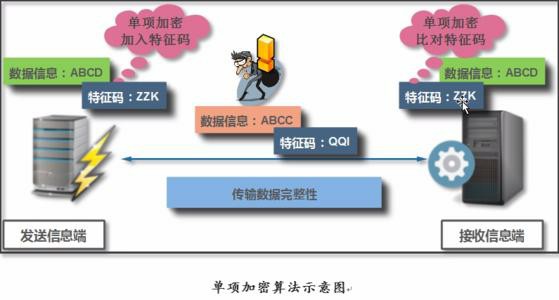 单项加密
加入特征码
单项加密
比对特征码
数据信息：ABCD
特征码：ZZK
数据信息：ABCD
特征码：ZZK
数据信息：ABCC
特征码：QQI
传输数据完整性
发送信息端
接收信息端
单项加密算法示意图